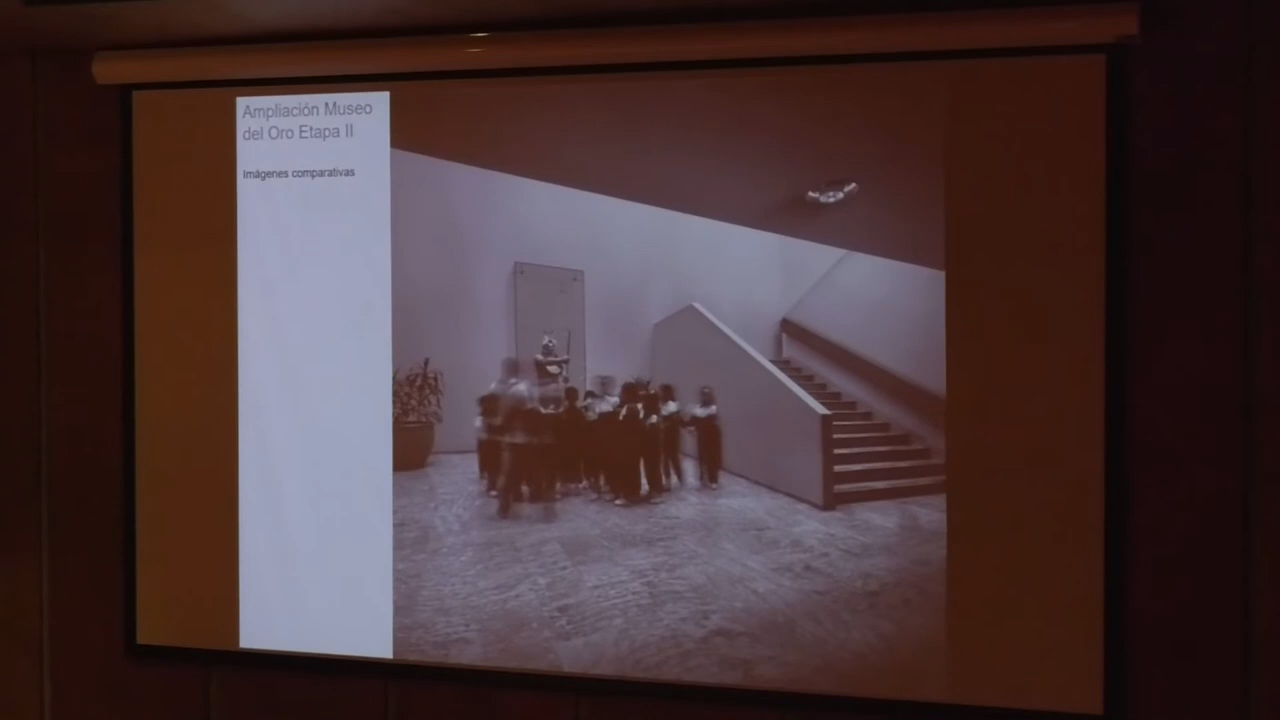 Ampliación Museo
del Oro Etapa II
Imágenes comparativas